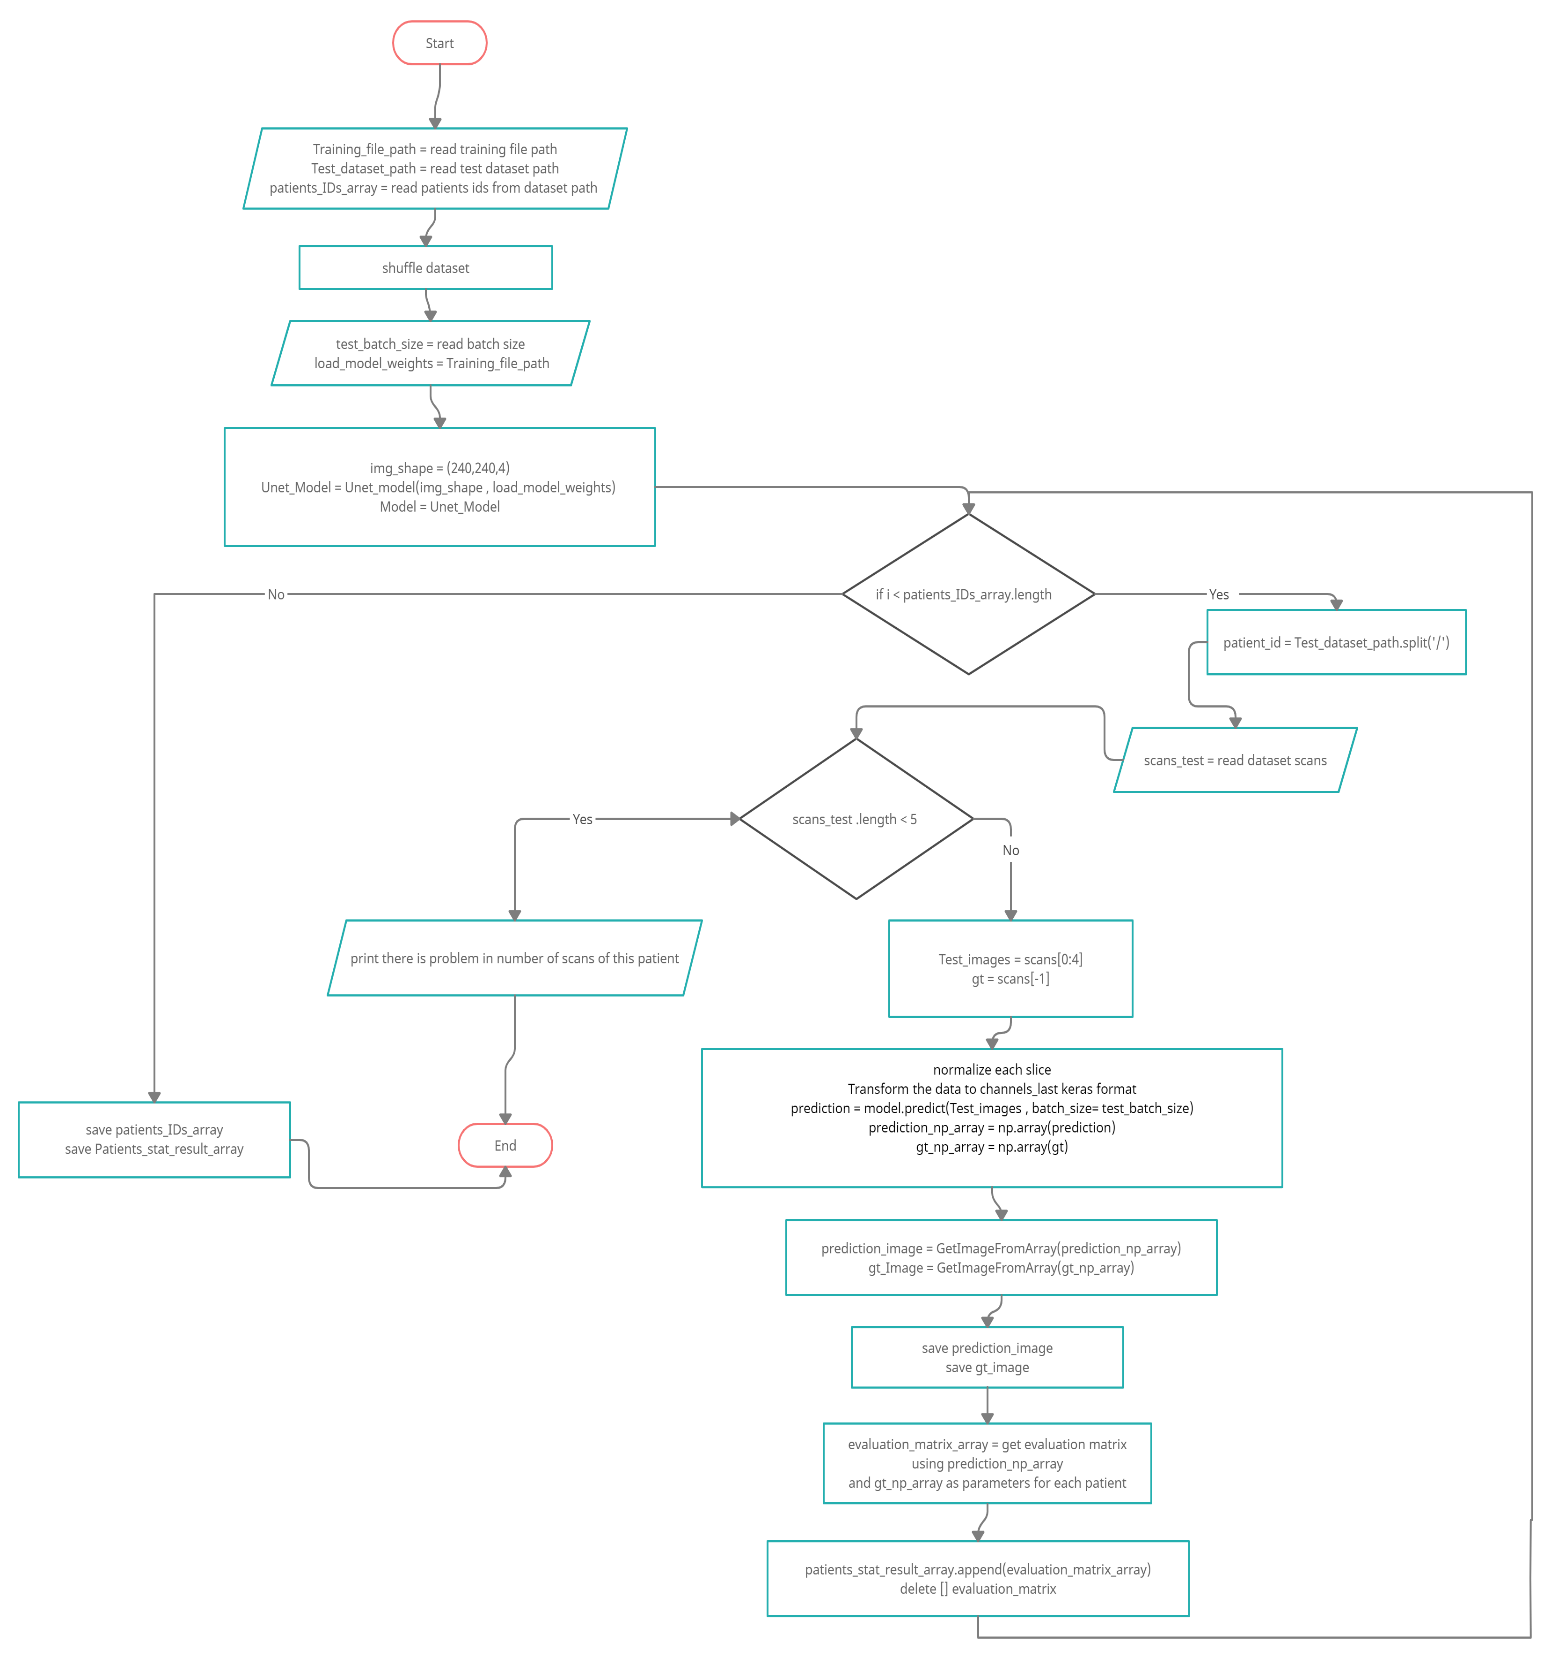 Start
Training_file_path = read training file path
Test_dataset_path = read test dataset path
patients_IDs_array = read patients ids from dataset path
shuffle dataset
test_batch_size = read batch size
load_model_weights = Training_file_path
img_shape = (240,240,4)
Unet_Model = Unet_model(img_shape , load_model_weights)
Model = Unet_Model
if i < patients_IDs_array.length
No
Yes
patient_id = Test_dataset_path.split('/')
scans_test = read dataset scans
scans_test .length < 5
Yes
No
print there is problem in number of scans of this patient
Test_images = scans[0:4]
gt = scans[-1]
normalize each slice
Transform the data to channels_last keras format
prediction = model.predict(Test_images , batch_size= test_batch_size)
prediction_np_array = np.array(prediction)
gt_np_array = np.array(gt)
save patients_IDs_array
save Patients_stat_result_array
End
prediction_image = GetImageFromArray(prediction_np_array)
gt_Image = GetImageFromArray(gt_np_array)
save prediction_image
save gt_image
evaluation_matrix_array = get evaluation matrix
using prediction_np_array
and gt_np_array as parameters for each patient
patients_stat_result_array.append(evaluation_matrix_array)
delete [] evaluation_matrix